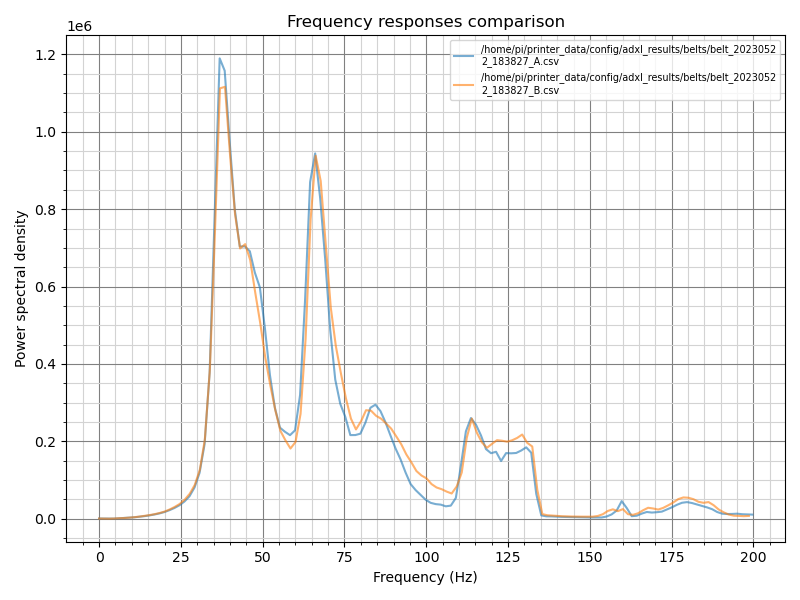 Frequency responses comparison
1e6
/home/pi/printer_data/config/adxl_results/belts/belt_2023052
2_183827_A.csv
/home/pi/printer_data/config/adxl_results/belts/belt_2023052
2_183827_B.csv
1.2
1.0
0.8
0.6
0.4
0.2
0.0
Power spectral density
0 25 50 75 100 125 150 175 200
Frequency (Hz)